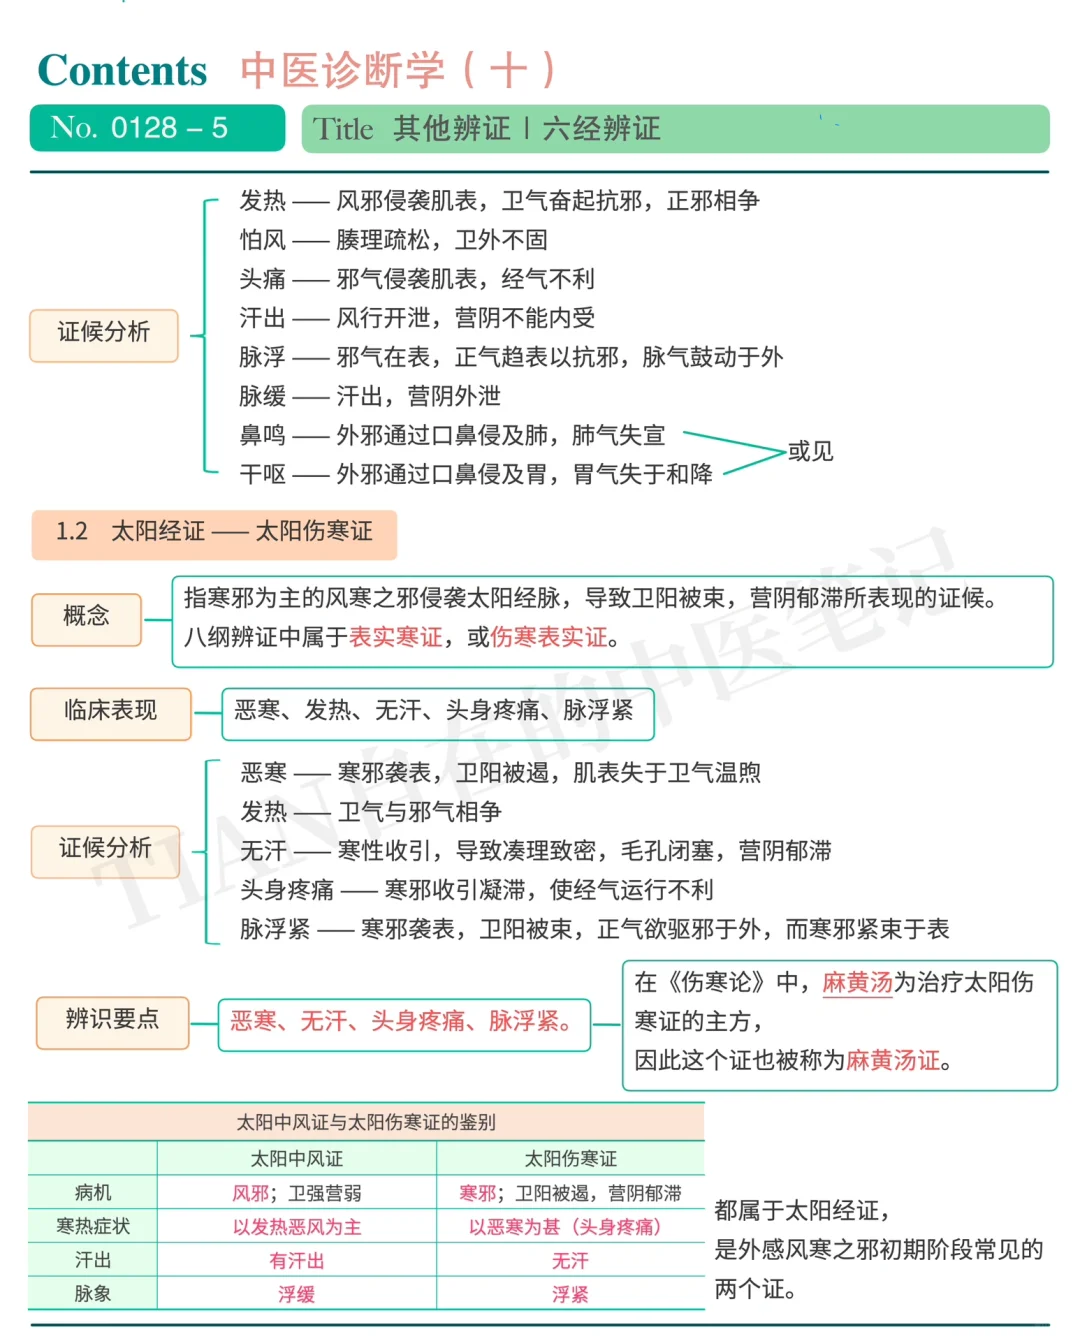 Contents 中医诊断学(十)
No. 0128 – 5
Title 其他辨证 | 六经辨证
发热 —— 风邪侵袭肌表，卫气奋起抗邪，正邪相争
怕风 —— 腠理疏松，卫外不固
头痛 —— 邪气侵袭肌表，经气不利
证候分析
汗出 —— 风行开泄，营阴不能内受
脉浮 —— 邪气在表，正气趋表以抗邪，脉气鼓动于外
脉缓 —— 汗出，营阴外泄
鼻鸣 —— 外邪通过口鼻侵及肺，肺气失宣
或见
干呕 —— 外邪通过口鼻侵及胃，胃气失于和降
1.2 太阳经证 —— 太阳伤寒证
概念
指寒邪为主的风寒之邪侵袭太阳经脉，导致卫阳被束，营阴郁滞所表现的证候。
八纲辨证中属于表实寒证，或伤寒表实证。
临床表现
恶寒、发热、无汗、头身疼痛、脉浮紧
恶寒 —— 寒邪袭表，卫阳被遏，肌表失于卫气温煦
发热 —— 卫气与邪气相争
证候分析
无汗 —— 寒性收引，导致凑理致密，毛孔闭塞，营阴郁滞
头身疼痛 —— 寒邪收引凝滞，使经气运行不利
脉浮紧 —— 寒邪袭表，卫阳被束，正气欲驱邪于外，而寒邪紧束于表
辨识要点
恶寒、无汗、头身疼痛、脉浮紧。
在《伤寒论》中，麻黄汤为治疗太阳伤
寒证的主方，
因此这个证也被称为麻黄汤证。
太阳中风证与太阳伤寒证的鉴别
太阳中风证 太阳伤寒证
病机 风邪；卫强营弱 寒邪；卫阳被遏，营阴郁滞
寒热症状 以发热恶风为主 以恶寒为甚（头身疼痛）
汗出 有汗出 无汗
脉象 浮缓 浮紧
都属于太阳经证，
是外感风寒之邪初期阶段常见的
两个证。
TIAN自在的中医笔记